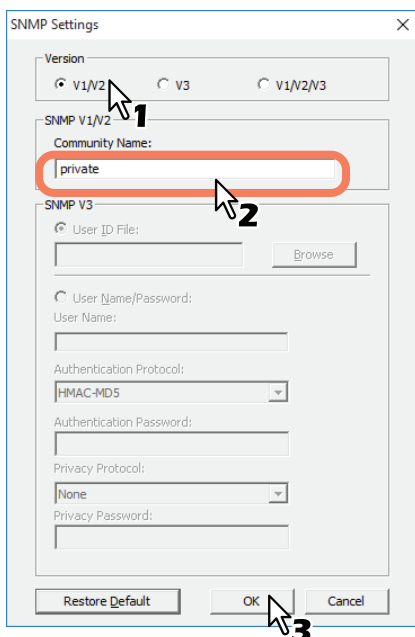 SNMP Settings
Version
V1/V2 V3 V1/V2/V3
1
SNMP V1/V2
Community Name:
private
2
SNMP V3
User ID File:
Browse
User Name/Password:
User Name:
Authentication Protocol:
HMAC-MD5
Authentication Password:
Privacy Protocol:
None
Privacy Password:
Restore Default OK Cancel
3